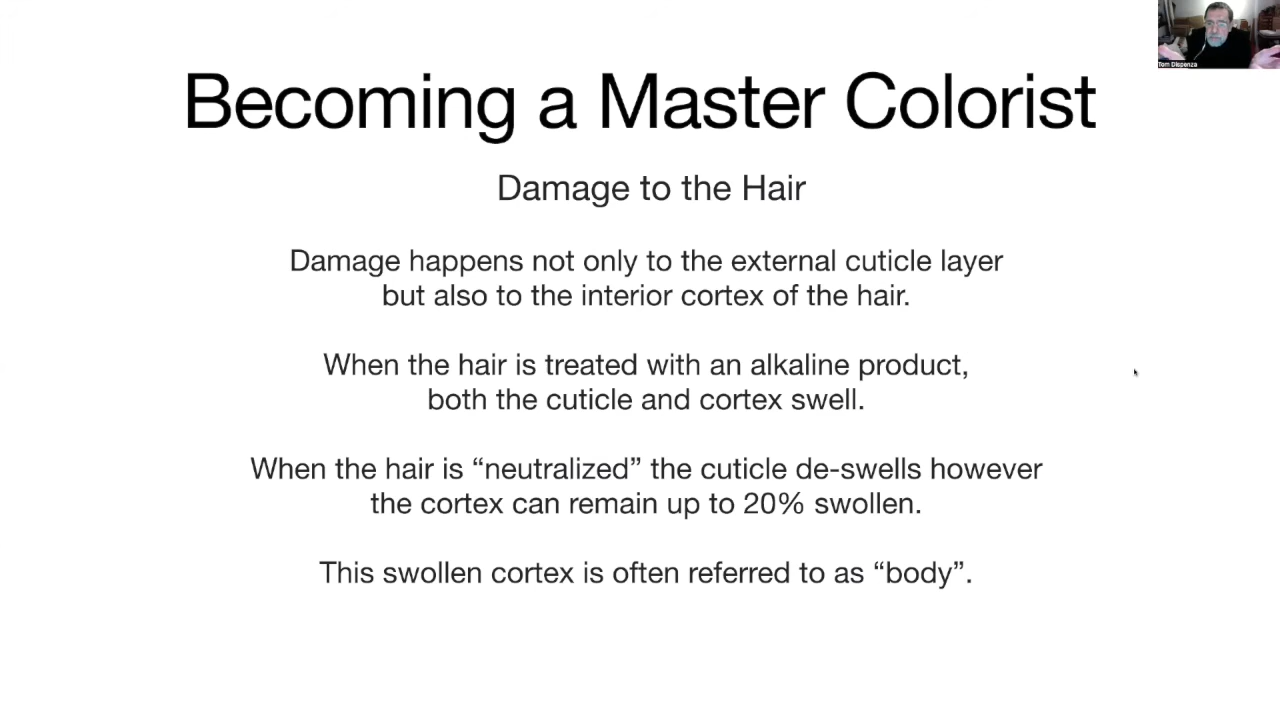 Becoming a Master Colorist
Damage to the Hair
Damage happens not only to the external cuticle layer
but also to the interior cortex of the hair.
When the hair is treated with an alkaline product,
both the cuticle and cortex swell.
When the hair is “neutralized” the cuticle de-swells however
the cortex can remain up to 20% swollen.
This swollen cortex is often referred to as “body”.
Tom Dispenza